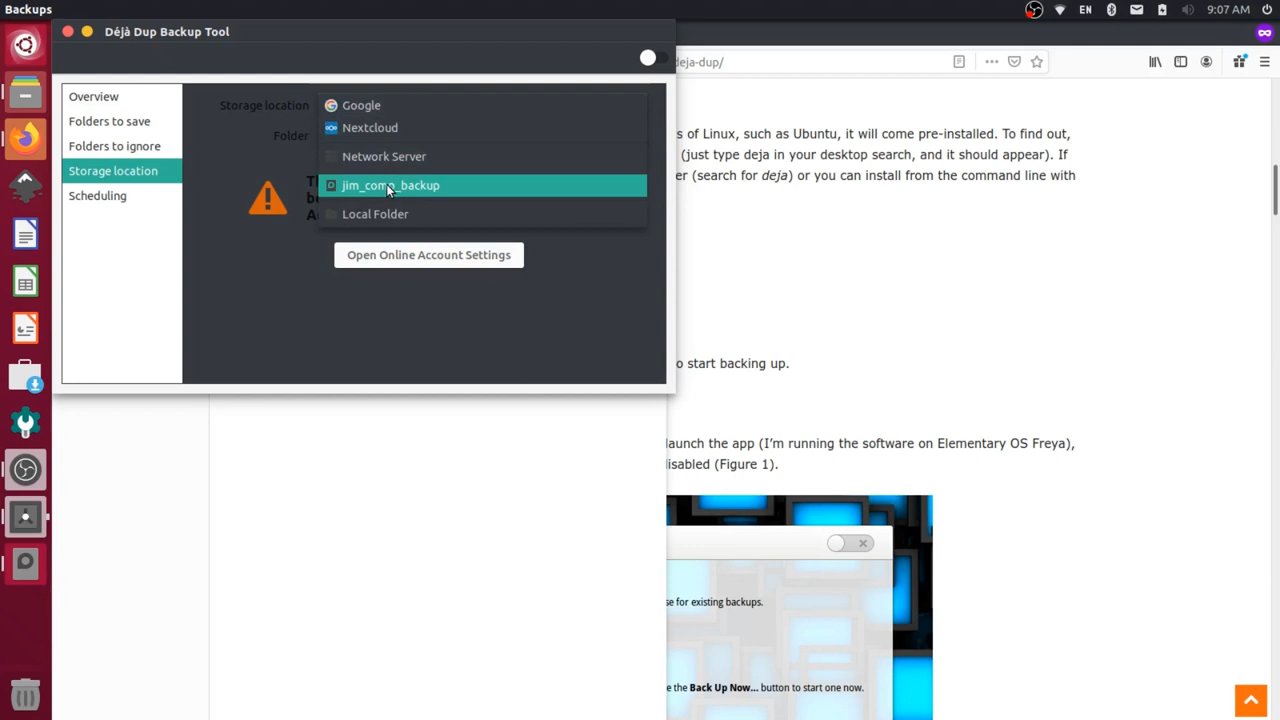 Backups
EN
9:07 AM
Déjà Dup Backup Tool
deja-dup/
Overview
Folders to save
Folders to ignore
Storage location
Scheduling
Storage location
Google
Folder
Nextcloud
Network Server
jim_comp_backup
Local Folder
Open Online Account Settings
s of Linux, such as Ubuntu, it will come pre-installed. To find out,
(just type deja in your desktop search, and it should appear). If
er (search for deja) or you can install from the command line with
o start backing up.
launch the app (I'm running the software on Elementary OS Freya),
isabled (Figure 1).
se for existing backups.
e the Back Up Now... button to start one now.